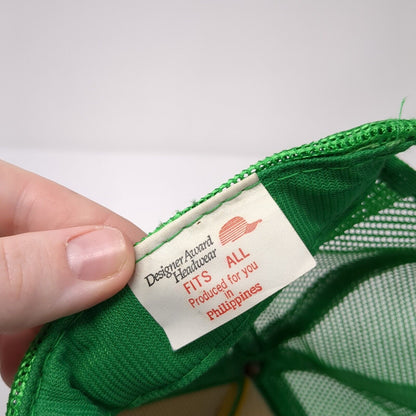 Designer Award
Headwear
FITS ALL
Produced for you
in
Philippines